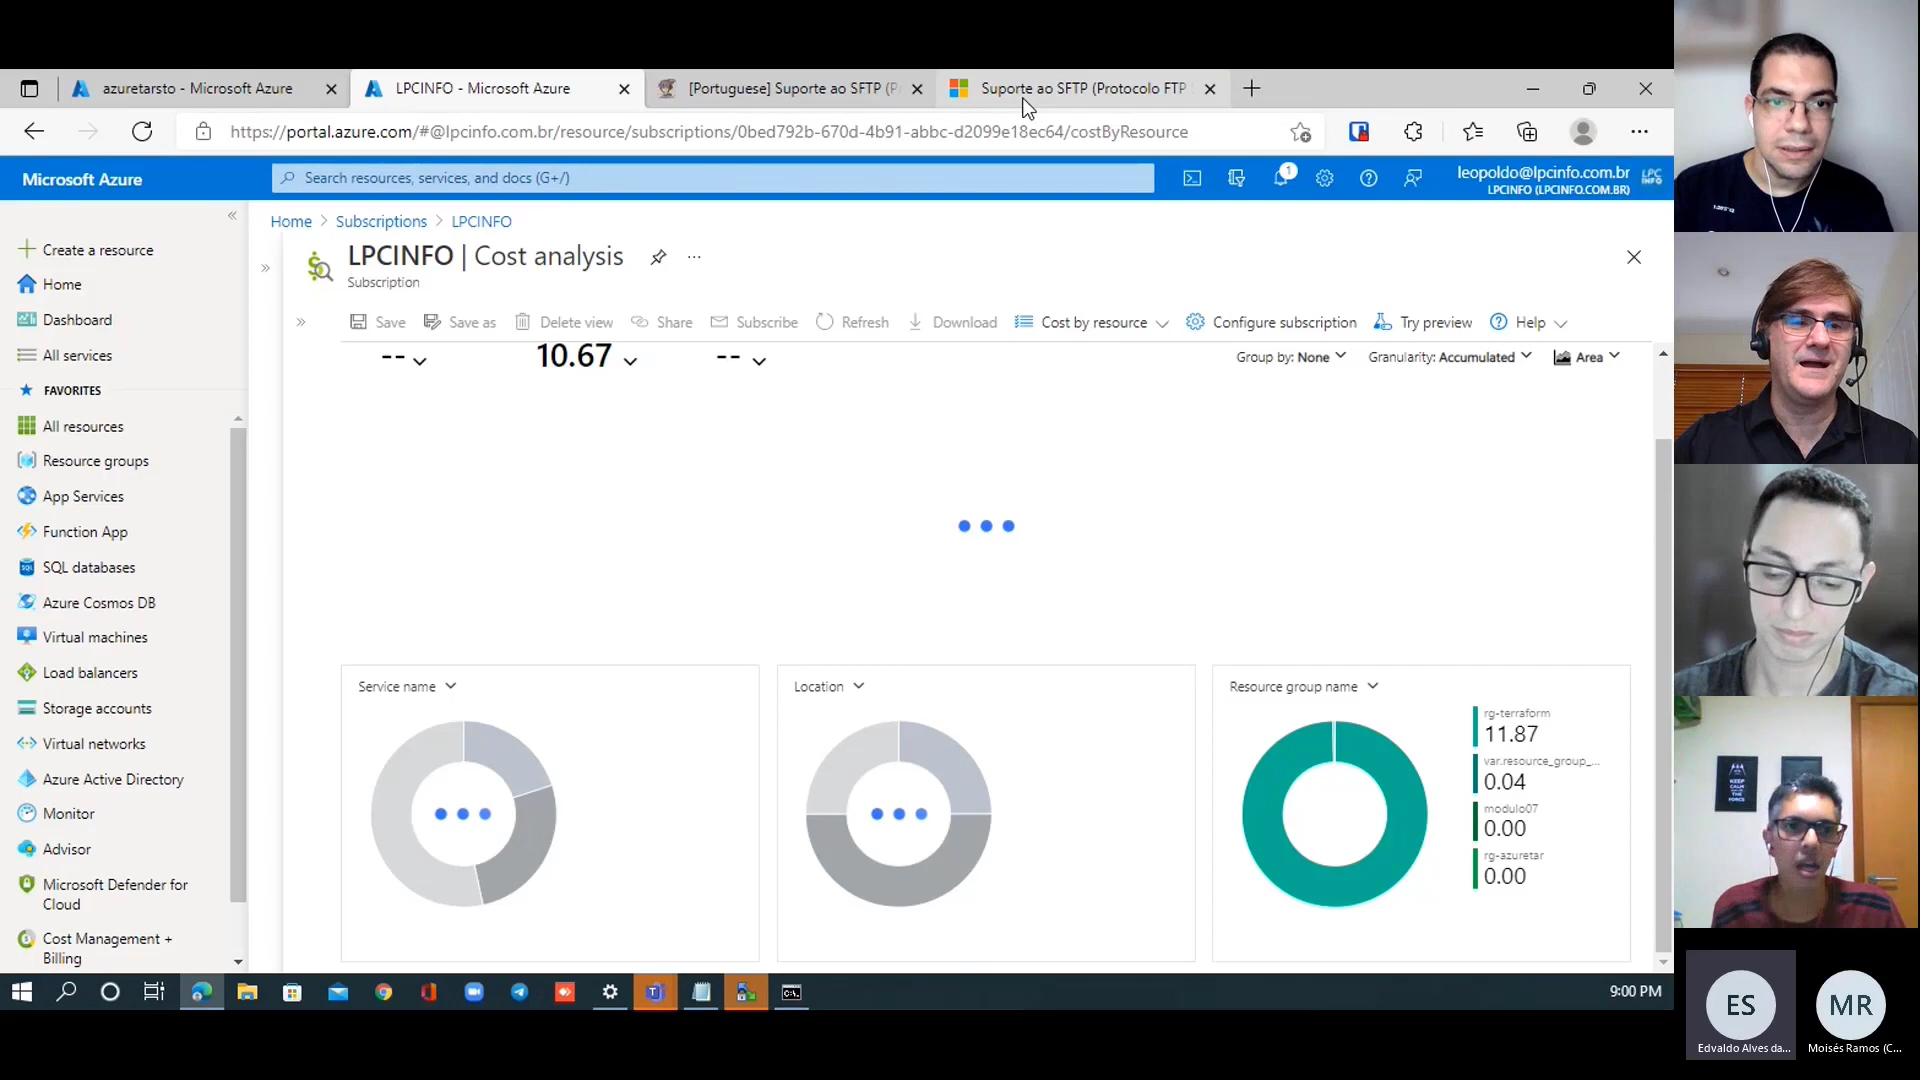 azuretarsto - Microsoft Azure
LPCINFO - Microsoft Azure
[Portuguese] Suporte ao SFTP (P
Suporte ao SFTP (Protocolo FTP
https://portal.azure.com/#@lpcinfo.com.br/resource/subscriptions/0bed792b-670d-4b91-abbc-d2099e18ec64/costByResource
Microsoft Azure
Search resources, services, and docs (G+/)
1
leopoldo@lpcinfo.com.br
LPCINFO (LPCINFO.COM.BR)
LPC
INFO
Home > Subscriptions > LPCINFO
Create a resource
Home
Dashboard
All services
FAVORITES
All resources
Resource groups
App Services
Function App
SQL databases
Azure Cosmos DB
Virtual machines
Load balancers
Storage accounts
Virtual networks
Azure Active Directory
Monitor
Advisor
Microsoft Defender for
Cloud
Cost Management +
Billing
LPCINFO | Cost analysis
Subscription
Save
Save as
Delete view
Share
Subscribe
Refresh
Download
Cost by resource
Configure subscription
Try preview
Help
--
10.67
--
Group by: None
Granularity: Accumulated
Area
Service name
Location
Resource group name
rg-terraform
11.87
var.resource_group_...
0.04
modulo07
0.00
rg-azuretar
0.00
9:00 PM
KEEP
CALM
THE
FORCE
ES
Edvaldo Alves da...
MR
Moisés Ramos (C...